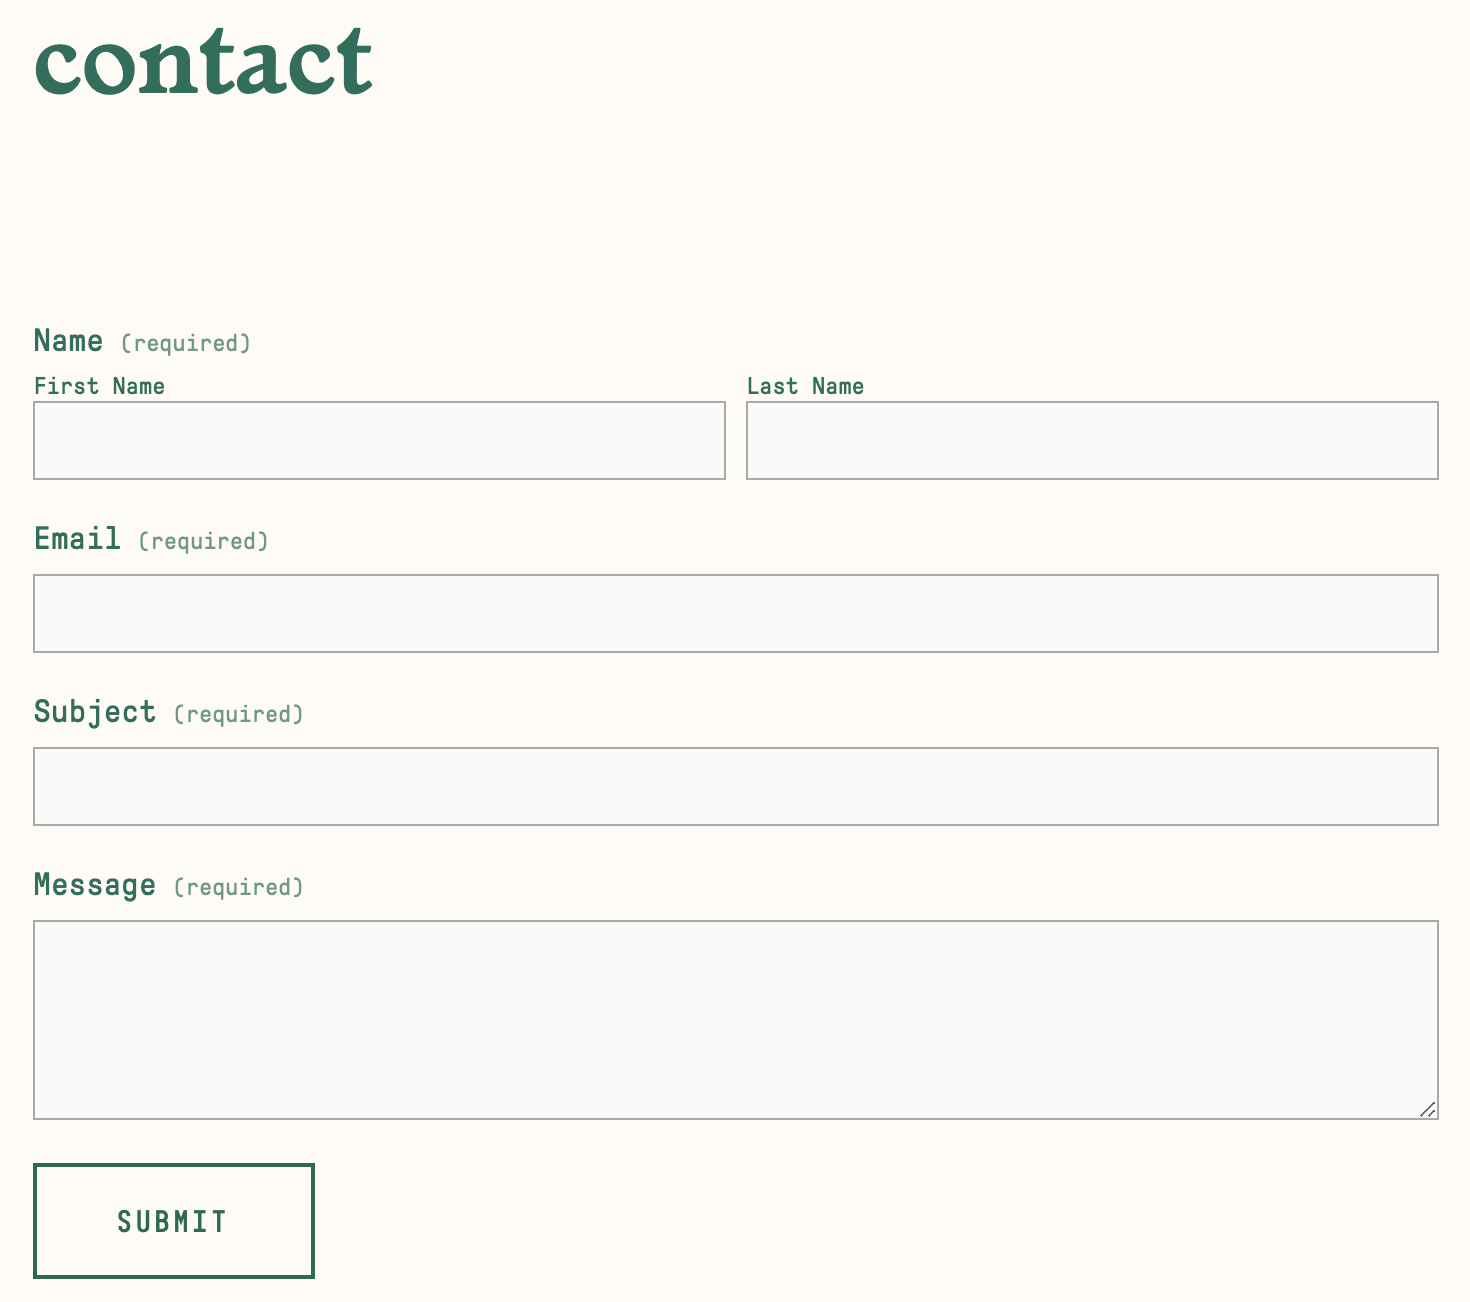 contact
Name (required)
First Name Last Name
Email (required)
Subject (required)
Message (required)
SUBMIT